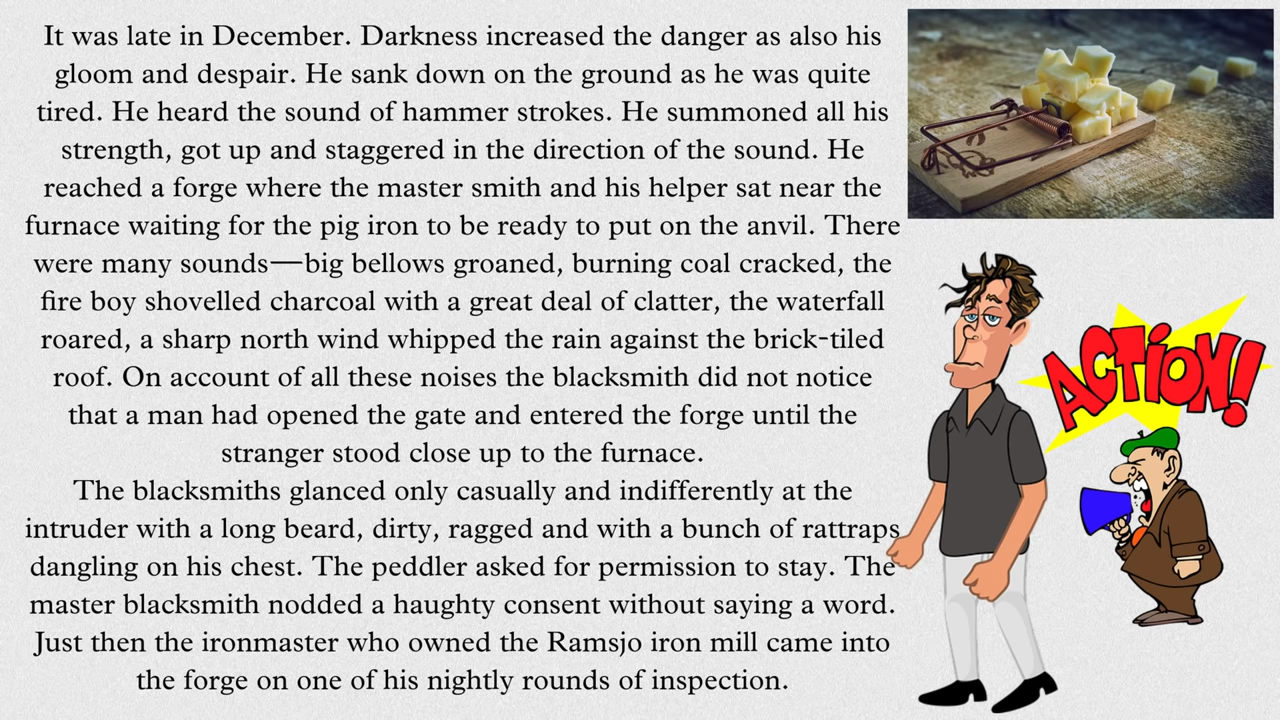 It was late in December. Darkness increased the danger as also his
gloom and despair. He sank down on the ground as he was quite
tired. He heard the sound of hammer strokes. He summoned all his
strength, got up and staggered in the direction of the sound. He
reached a forge where the master smith and his helper sat near the
furnace waiting for the pig iron to be ready to put on the anvil. There
were many sounds—big bellows groaned, burning coal cracked, the
fire boy shovelled charcoal with a great deal of clatter, the waterfall
roared, a sharp north wind whipped the rain against the brick-tiled
roof. On account of all these noises the blacksmith did not notice
that a man had opened the gate and entered the forge until the
stranger stood close up to the furnace.
The blacksmiths glanced only casually and indifferently at the
intruder with a long beard, dirty, ragged and with a bunch of rattraps
dangling on his chest. The peddler asked for permission to stay. The
master blacksmith nodded a haughty consent without saying a word.
Just then the ironmaster who owned the Ramsjo iron mill came into
the forge on one of his nightly rounds of inspection.
ACTiON!